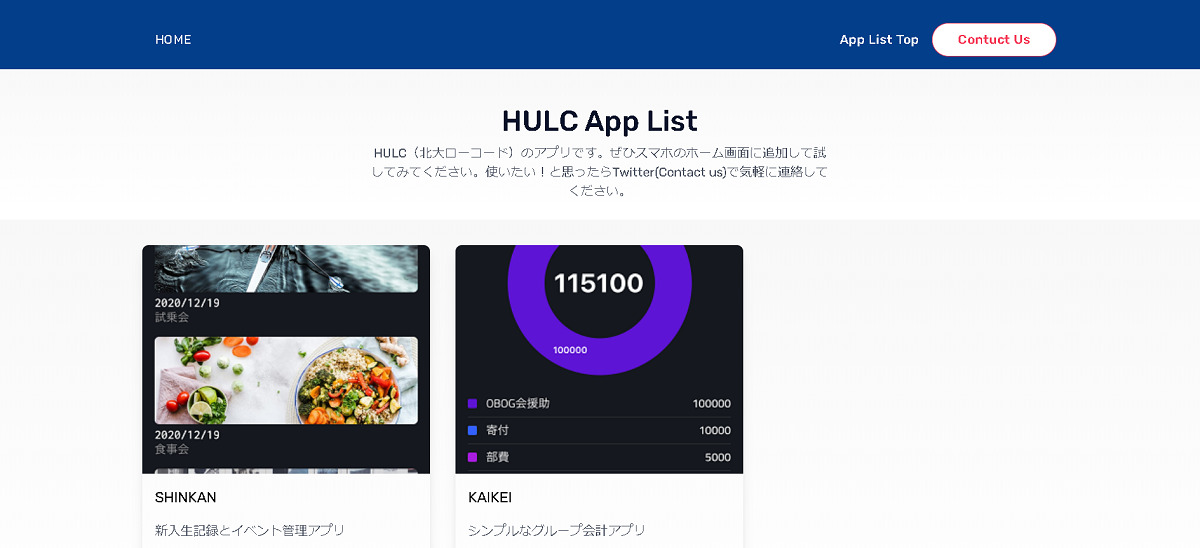 HOME
App List Top
Contuct Us
HULC App List
HULC（北大ローコード）のアプリです。ぜひスマホのホーム画面に追加して試
してみてください。使いたい！と思ったらTwitter(Contact us)で気軽に連絡して
ください。
2020/12/19
試乗会
2020/12/19
食事会
115100
100000
OBOG会援助 100000
寄付 10000
部費 5000
SHINKAN
新入生記録とイベント管理アプリ
KAIKEI
シンプルなグループ会計アプリ